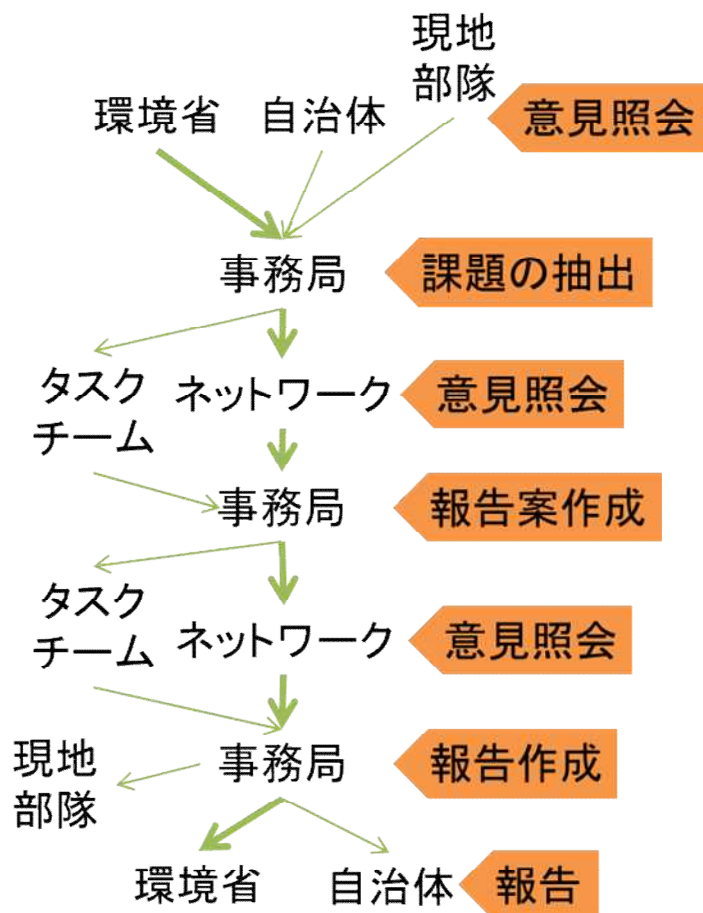 現地
部隊
環境省
自治体
意見照会
事務局
課題の抽出
タスク
チーム
ネットワーク
意見照会
事務局
報告案作成
タスク
チーム
ネットワーク
意見照会
現地
部隊
事務局
報告作成
環境省
自治体
報告